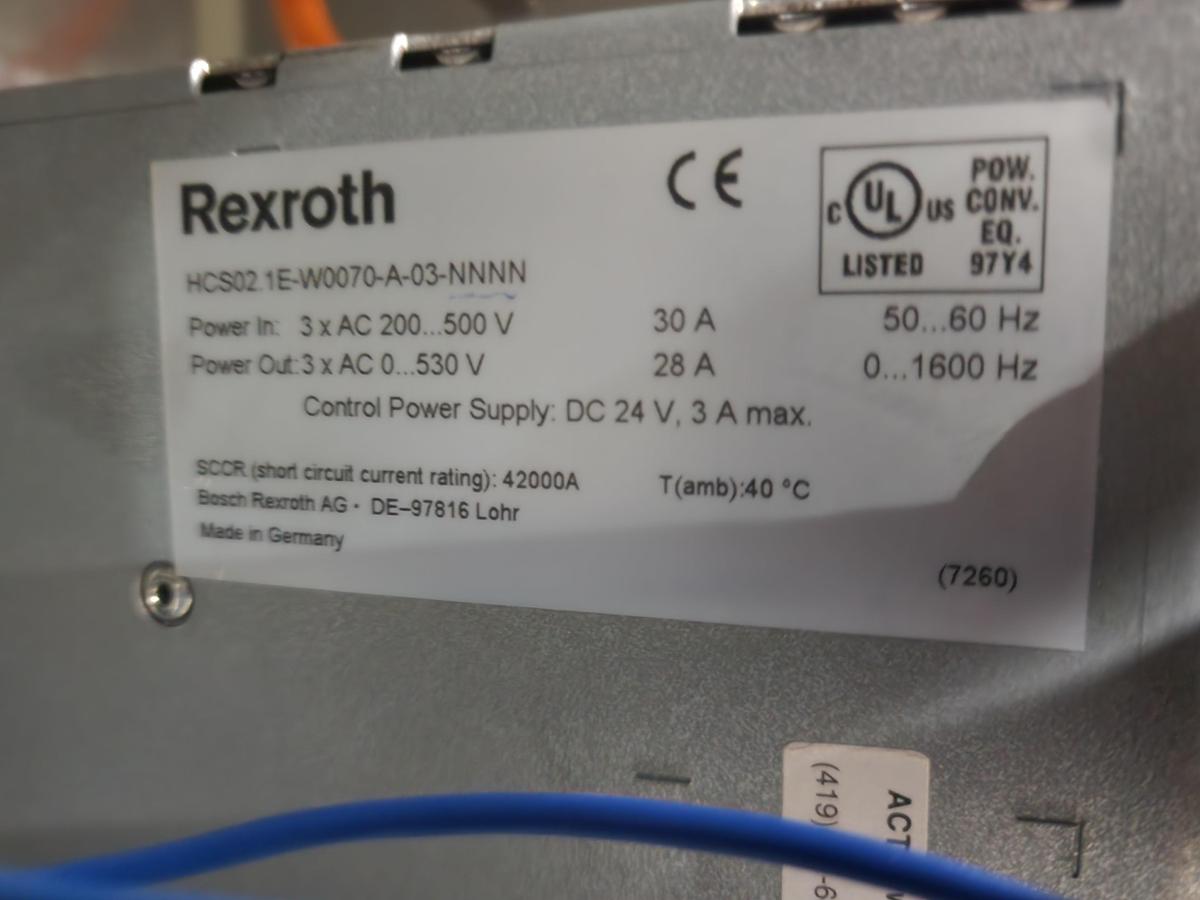 Rexroth
CE
C UL US
LISTED
POW.
CONV.
EQ.
97Y4
HCS02.1E-W0070-A-03-NNNN
Power In: 3 x AC 200...500 V 30 A 50...60 Hz
Power Out: 3 x AC 0...530 V 28 A 0...1600 Hz
Control Power Supply: DC 24 V, 3 A max.
SCCR (short circuit current rating): 42000A T(amb):40 °C
Bosch Rexroth AG · DE–97816 Lohr
Made in Germany
(7260)
(419)